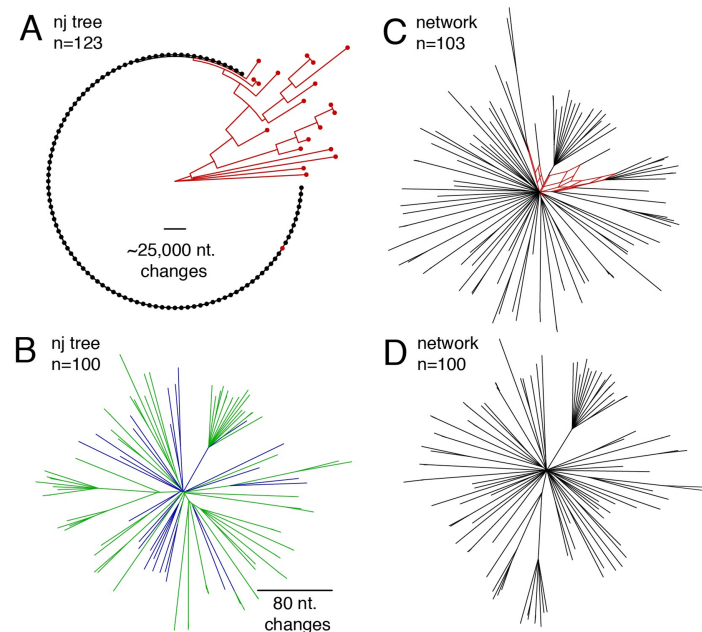 A
nj tree
n=123
~25,000 nt.
changes
B
nj tree
n=100
80 nt.
changes
C
network
n=103
D
network
n=100